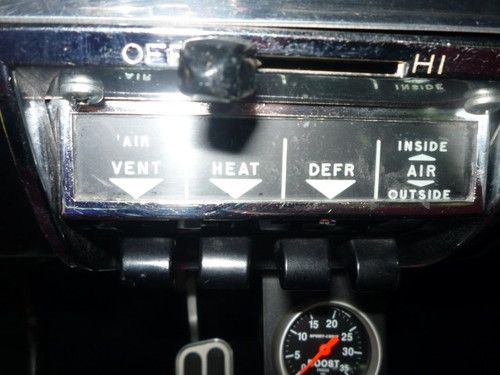 OFF HI
AIR INSIDE
AIR INSIDE
VENT HEAT DEFR AIR
OUTSIDE
15 20
10 25
5 30
0 35
BOOST